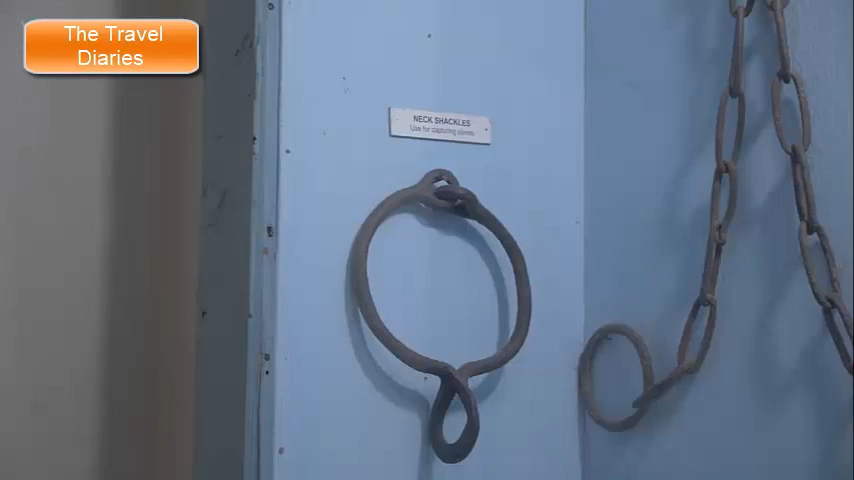 The Travel
Diaries
NECK SHACKLES
Use for capturing slaves